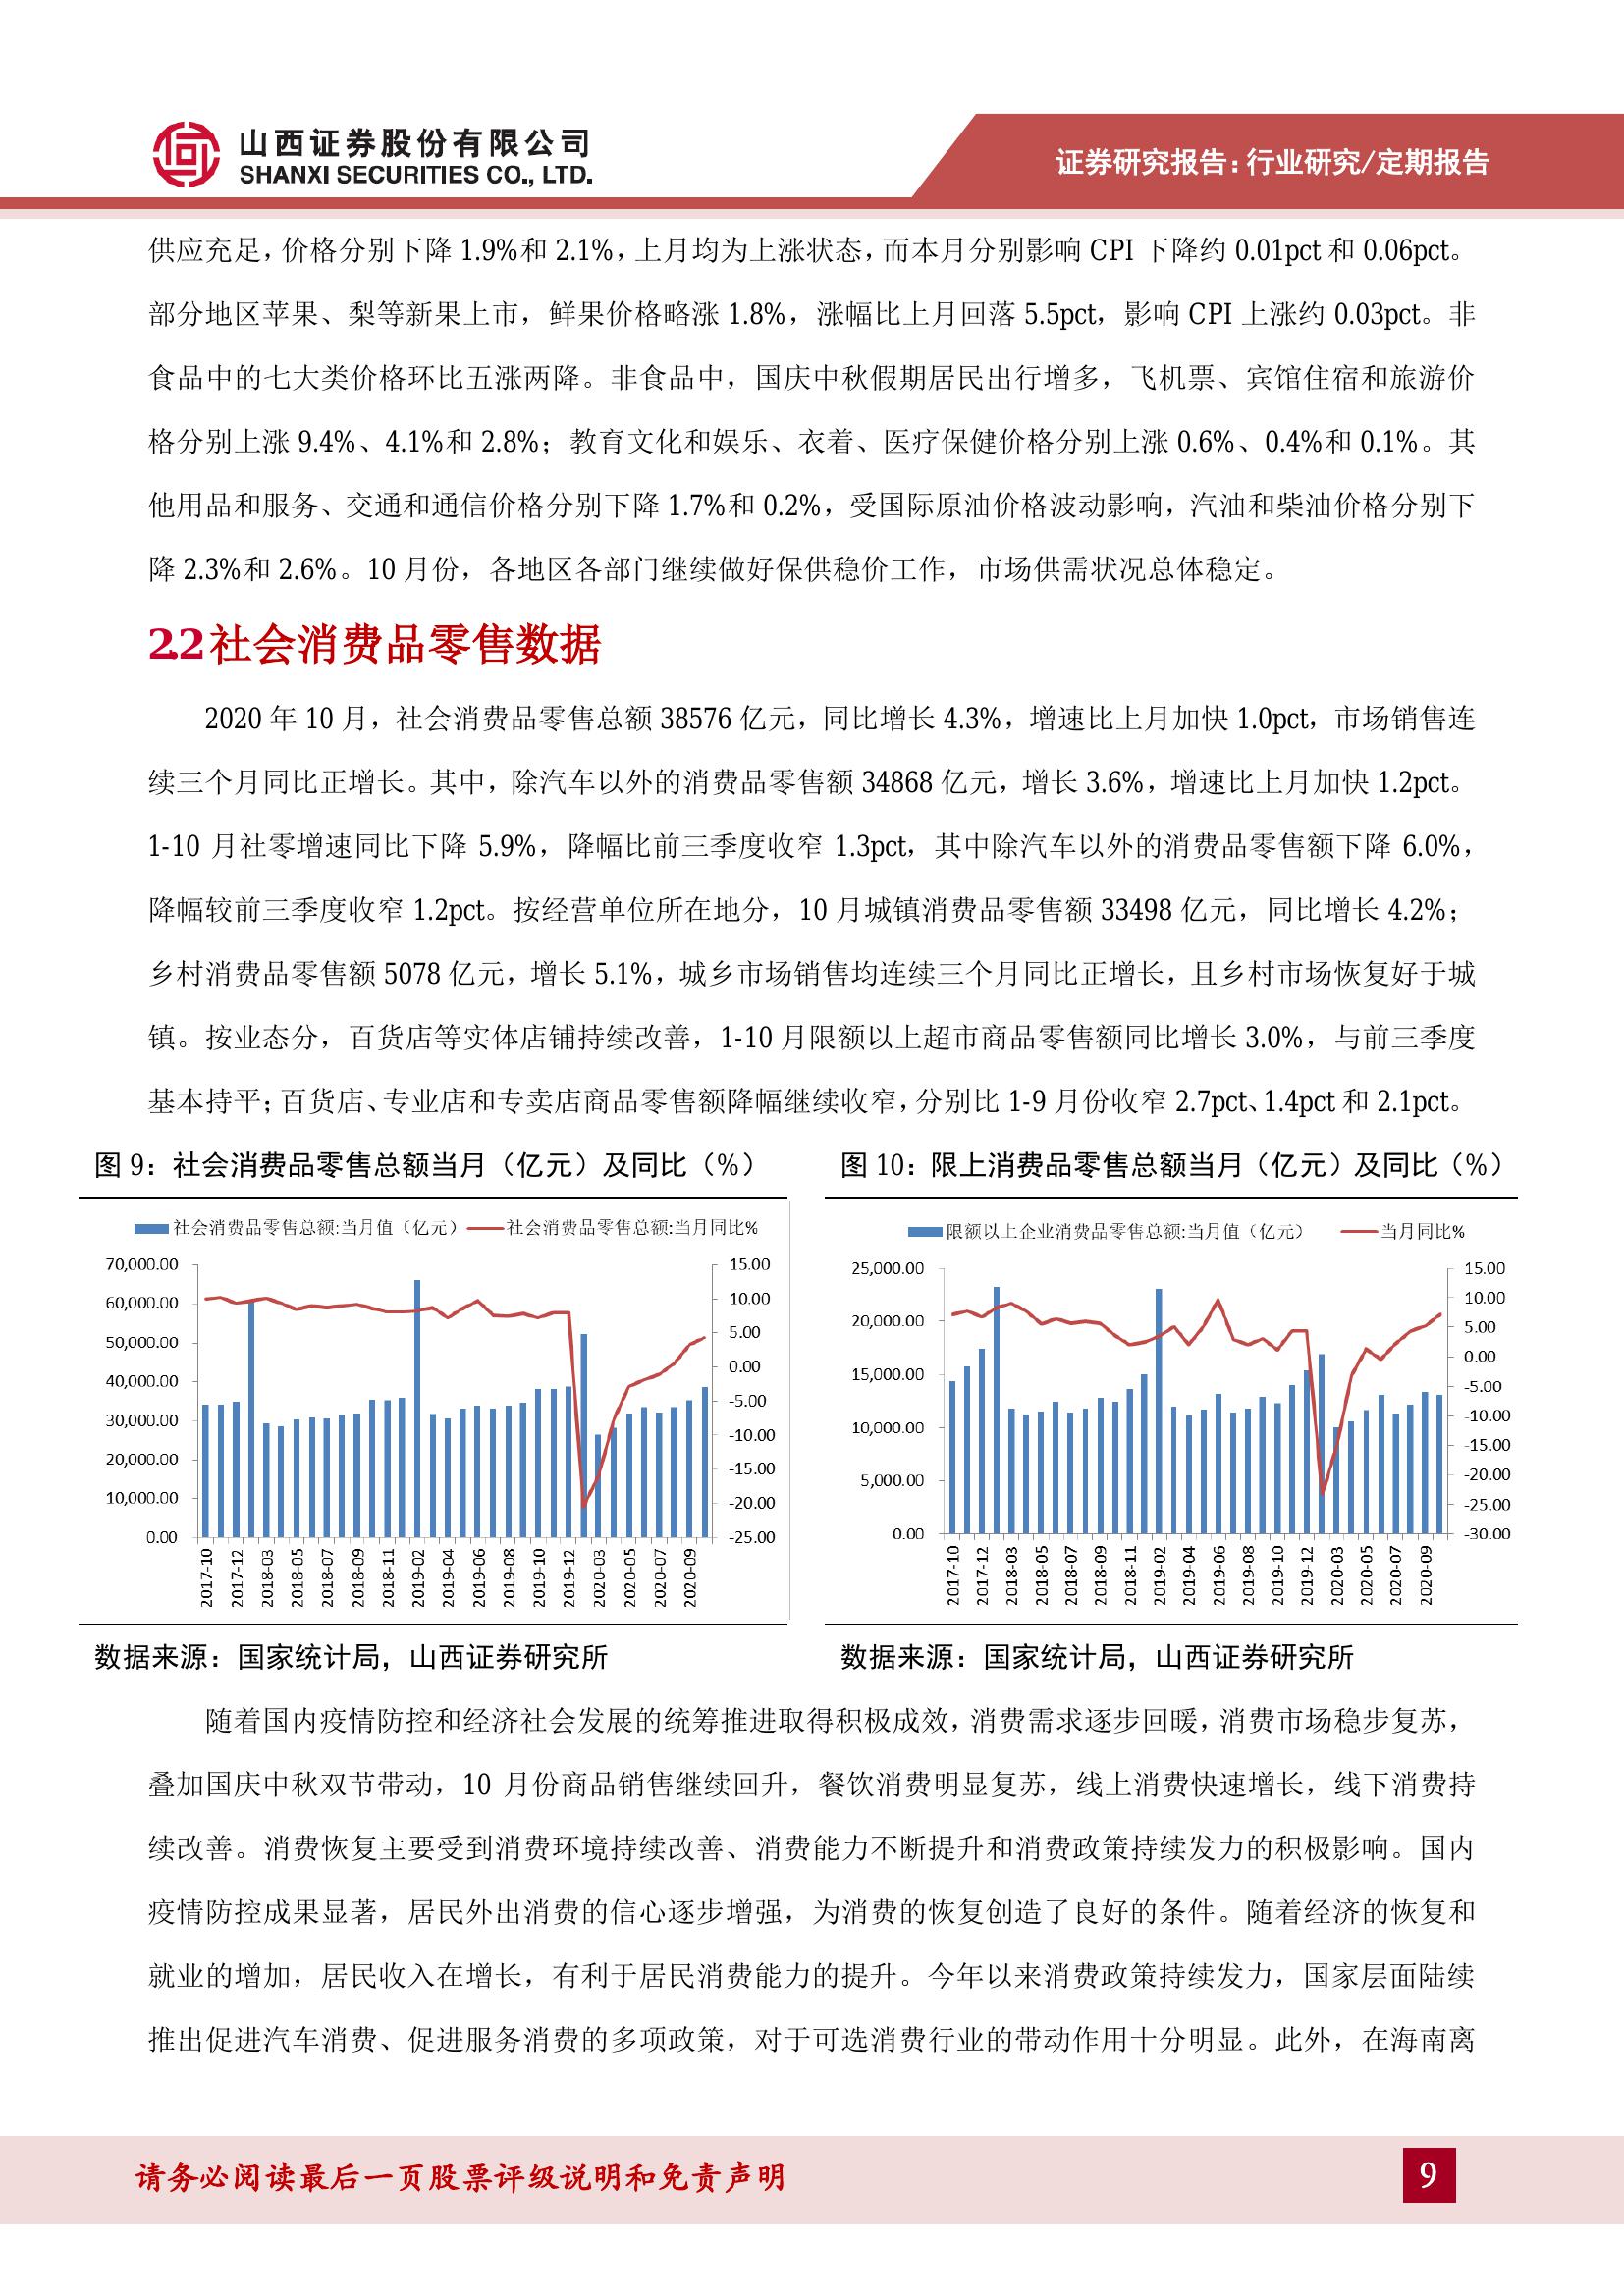 山西证券股份有限公司
SHANXI SECURITIES CO., LTD.
证券研究报告：行业研究/定期报告
供应充足，价格分别下降 1.9%和 2.1%，上月均为上涨状态，而本月分别影响 CPI 下降约 0.01pct 和 0.06pct。
部分地区苹果、梨等新果上市，鲜果价格略涨 1.8%，涨幅比上月回落 5.5pct，影响 CPI 上涨约 0.03pct。非
食品中的七大类价格环比五涨两降。非食品中，国庆中秋假期居民出行增多，飞机票、宾馆住宿和旅游价
格分别上涨 9.4%、4.1%和 2.8%；教育文化和娱乐、衣着、医疗保健价格分别上涨 0.6%、0.4%和 0.1%。其
他用品和服务、交通和通信价格分别下降 1.7%和 0.2%，受国际原油价格波动影响，汽油和柴油价格分别下
降 2.3%和 2.6%。10 月份，各地区各部门继续做好保供稳价工作，市场供需状况总体稳定。
2.2 社会消费品零售数据
2020 年 10 月，社会消费品零售总额 38576 亿元，同比增长 4.3%，增速比上月加快 1.0pct，市场销售连
续三个月同比正增长。其中，除汽车以外的消费品零售额 34868 亿元，增长 3.6%，增速比上月加快 1.2pct。
1-10 月社零增速同比下降 5.9%，降幅比前三季度收窄 1.3pct，其中除汽车以外的消费品零售额下降 6.0%，
降幅较前三季度收窄 1.2pct。按经营单位所在地分，10 月城镇消费品零售额 33498 亿元，同比增长 4.2%；
乡村消费品零售额 5078 亿元，增长 5.1%，城乡市场销售均连续三个月同比正增长，且乡村市场恢复好于城
镇。按业态分，百货店等实体店铺持续改善，1-10 月限额以上超市商品零售额同比增长 3.0%，与前三季度
基本持平；百货店、专业店和专卖店商品零售额降幅继续收窄，分别比 1-9 月份收窄 2.7pct、1.4pct 和 2.1pct。
图 9：社会消费品零售总额当月（亿元）及同比（%）
社会消费品零售总额:当月值（亿元） 社会消费品零售总额:当月同比%
70,000.00 15.00
60,000.00 10.00
50,000.00 5.00
40,000.00 0.00
30,000.00 -5.00
20,000.00 -10.00
10,000.00 -15.00
0.00 -20.00
-25.00
2017-10 2017-12 2018-03 2018-05 2018-07 2018-09 2018-11 2019-02 2019-04 2019-06 2019-08 2019-10 2019-12 2020-03 2020-05 2020-07 2020-09
数据来源：国家统计局，山西证券研究所
图 10：限上消费品零售总额当月（亿元）及同比（%）
限额以上企业消费品零售总额:当月值（亿元） 当月同比%
25,000.00 15.00
20,000.00 10.00
15,000.00 5.00
10,000.00 0.00
5,000.00 -5.00
0.00 -10.00
-15.00
-20.00
-25.00
-30.00
2017-10 2017-12 2018-03 2018-05 2018-07 2018-09 2018-11 2019-02 2019-04 2019-06 2019-08 2019-10 2019-12 2020-03 2020-05 2020-07 2020-09
数据来源：国家统计局，山西证券研究所
随着国内疫情防控和经济社会发展的统筹推进取得积极成效，消费需求逐步回暖，消费市场稳步复苏，
叠加国庆中秋双节带动，10 月份商品销售继续回升，餐饮消费明显复苏，线上消费快速增长，线下消费持
续改善。消费恢复主要受到消费环境持续改善、消费能力不断提升和消费政策持续发力的积极影响。国内
疫情防控成果显著，居民外出消费的信心逐步增强，为消费的恢复创造了良好的条件。随着经济的恢复和
就业的增加，居民收入在增长，有利于居民消费能力的提升。今年以来消费政策持续发力，国家层面陆续
推出促进汽车消费、促进服务消费的多项政策，对于可选消费行业的带动作用十分明显。此外，在海南离
请务必阅读最后一页股票评级说明和免责声明
9